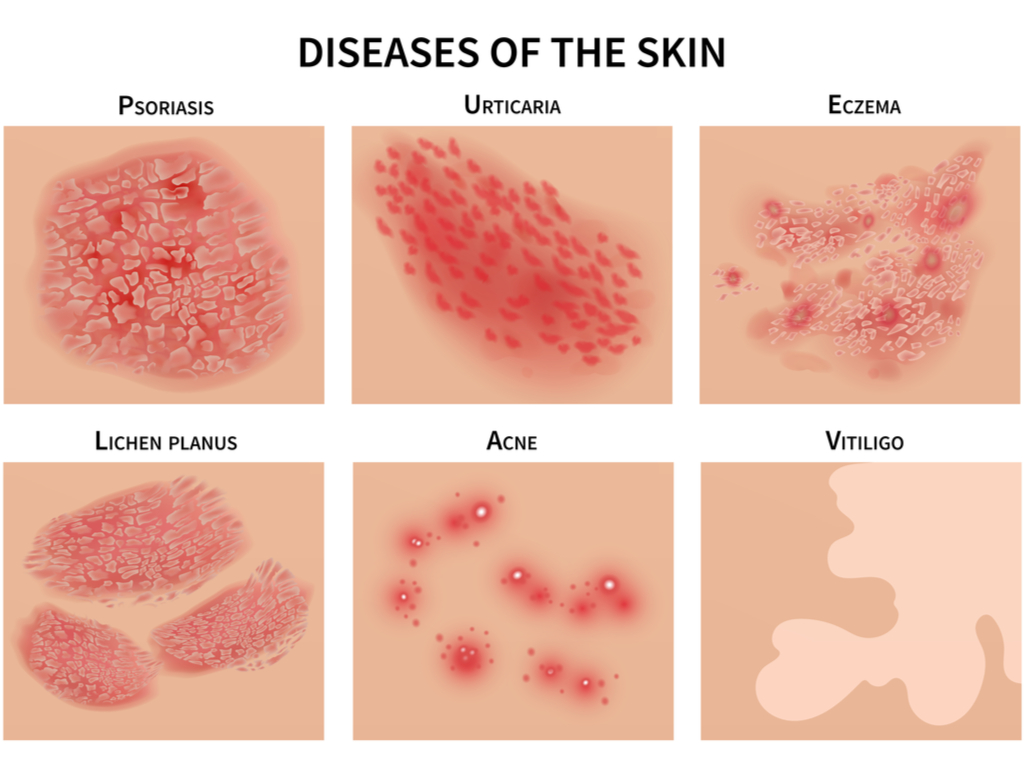 DISEASES OF THE SKIN
Psoriasis
Urticaria
Eczema
Lichen planus
Acne
Vitiligo